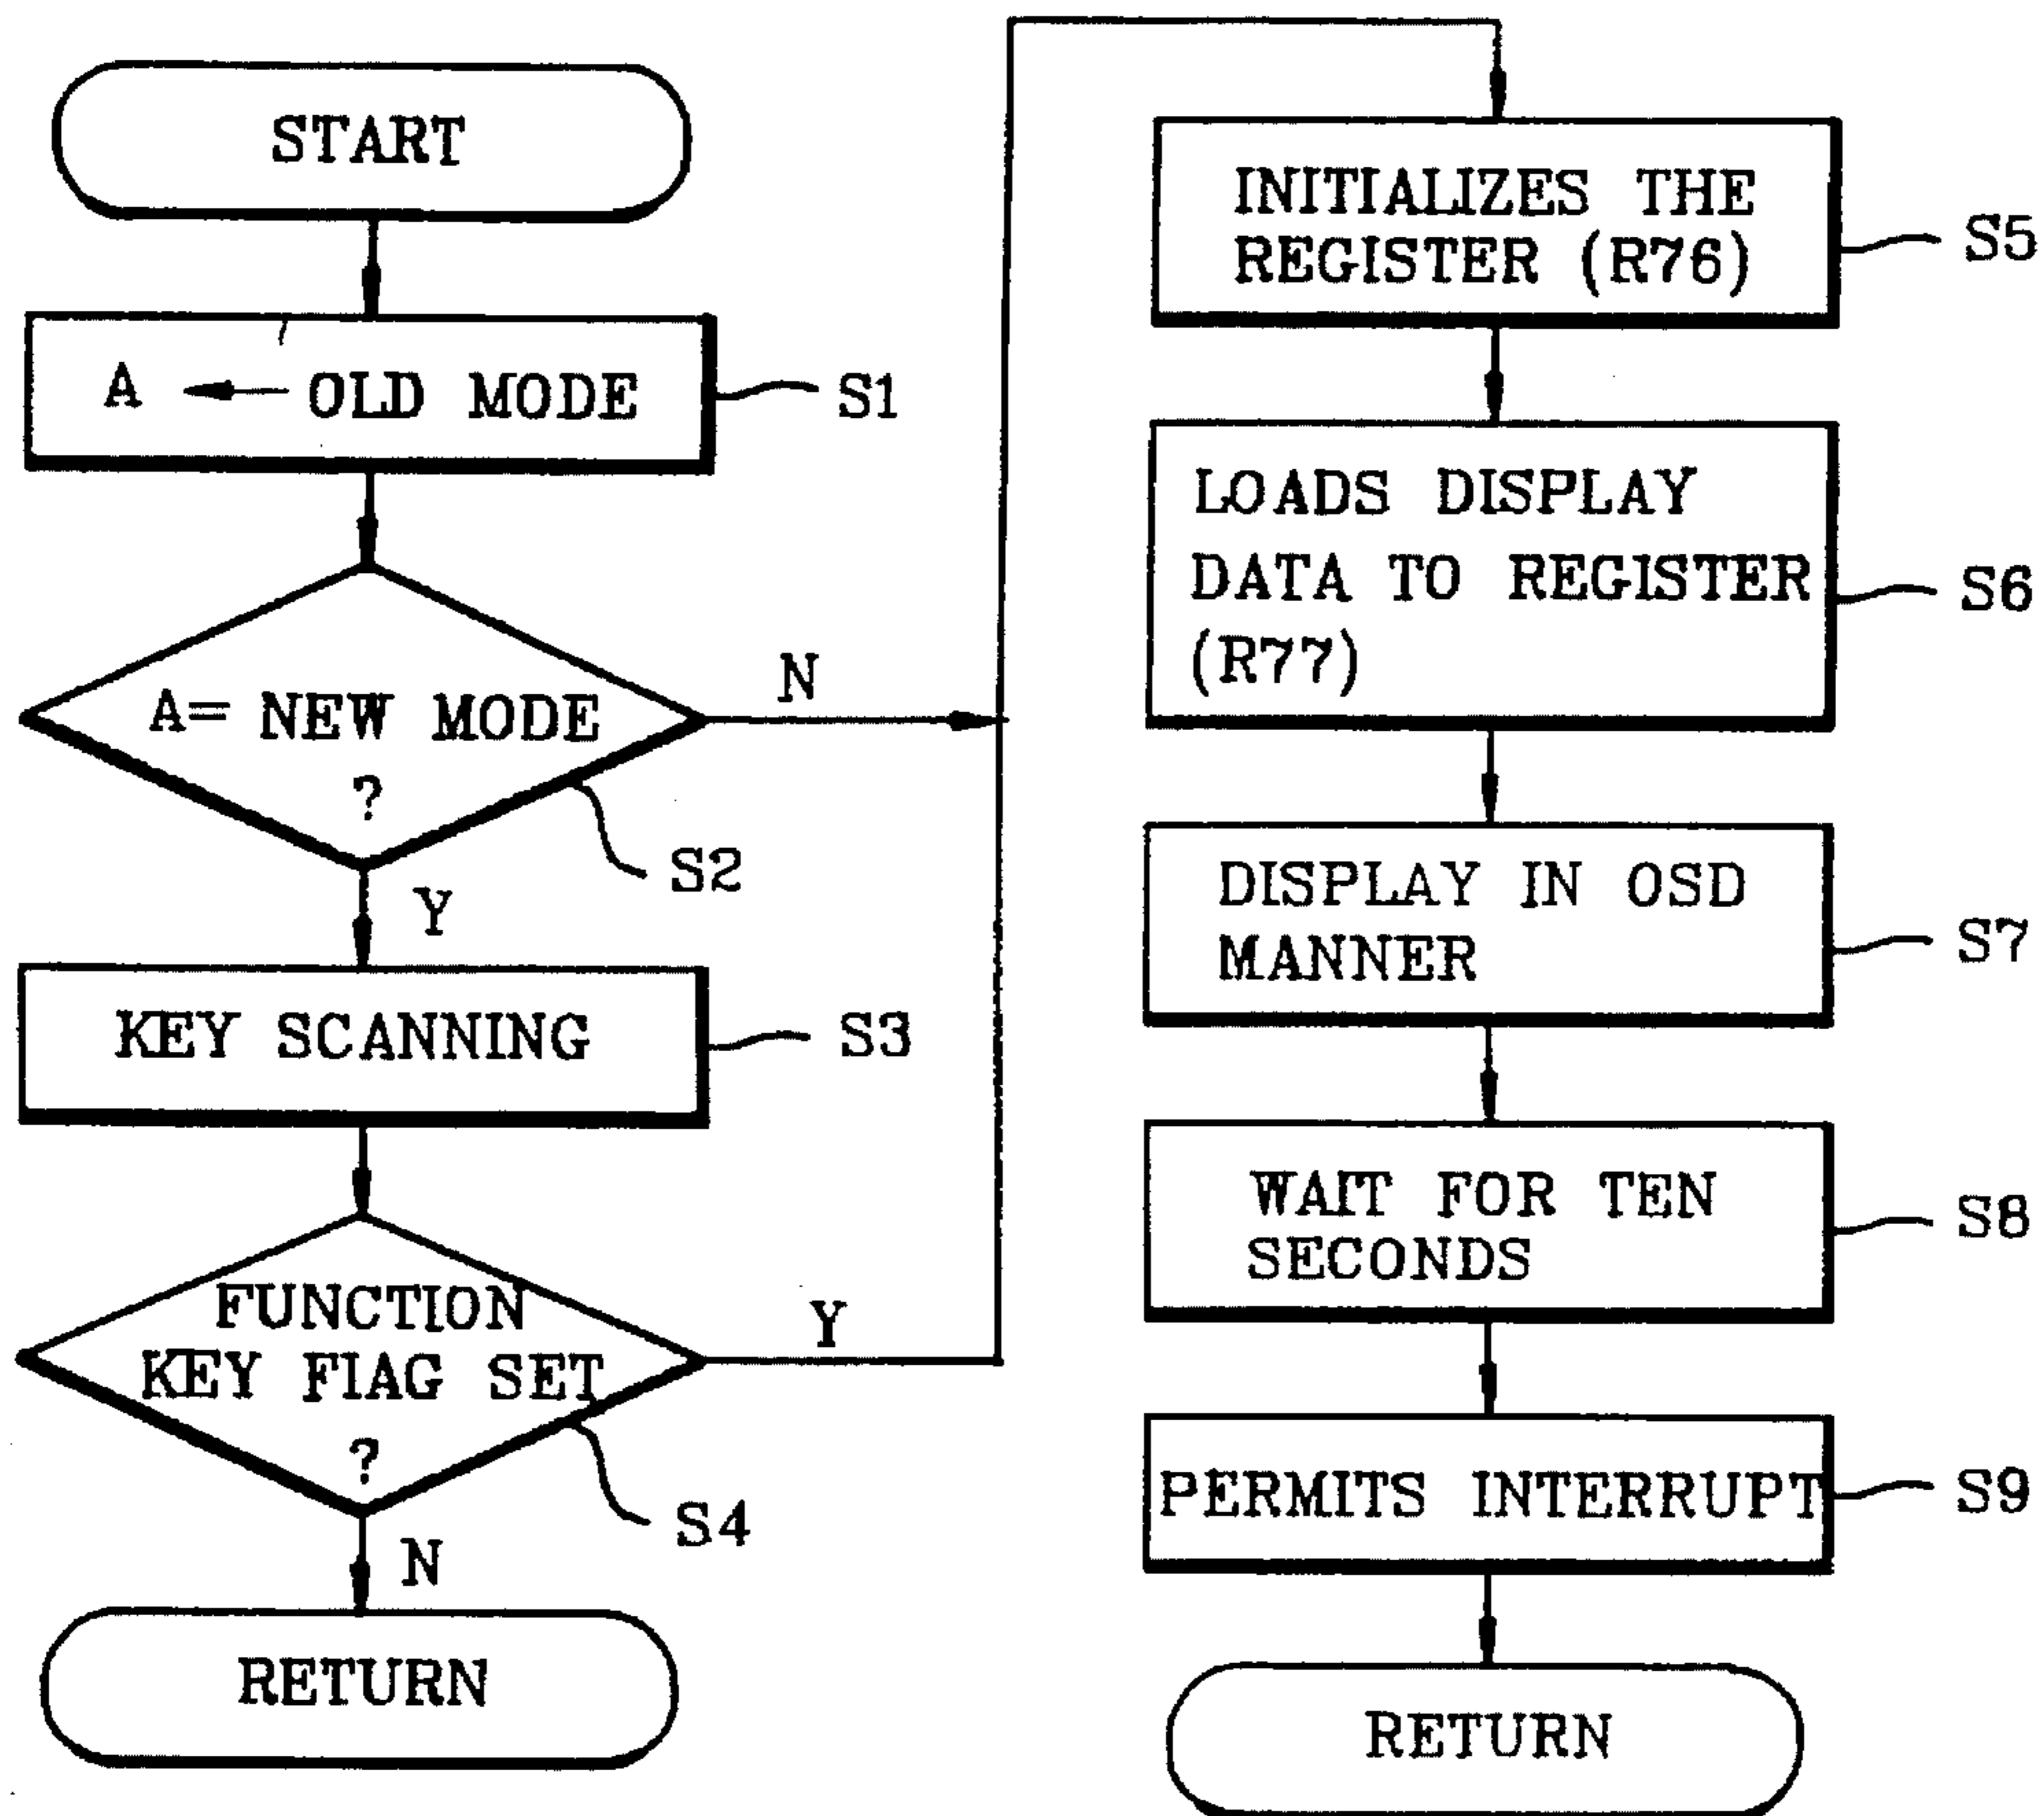 START
A ← OLD MODE
S1
A= NEW MODE
?
N
S2
Y
KEY SCANNING
S3
FUNCTION
KEY FIAG SET
?
Y
S4
N
RETURN
INITIALIZES THE
REGISTER (R76)
S5
LOADS DISPLAY
DATA TO REGISTER
(R77)
S6
DISPLAY IN OSD
MANNER
S7
WAIT FOR TEN
SECONDS
S8
PERMITS INTERRUPT
S9
RETURN